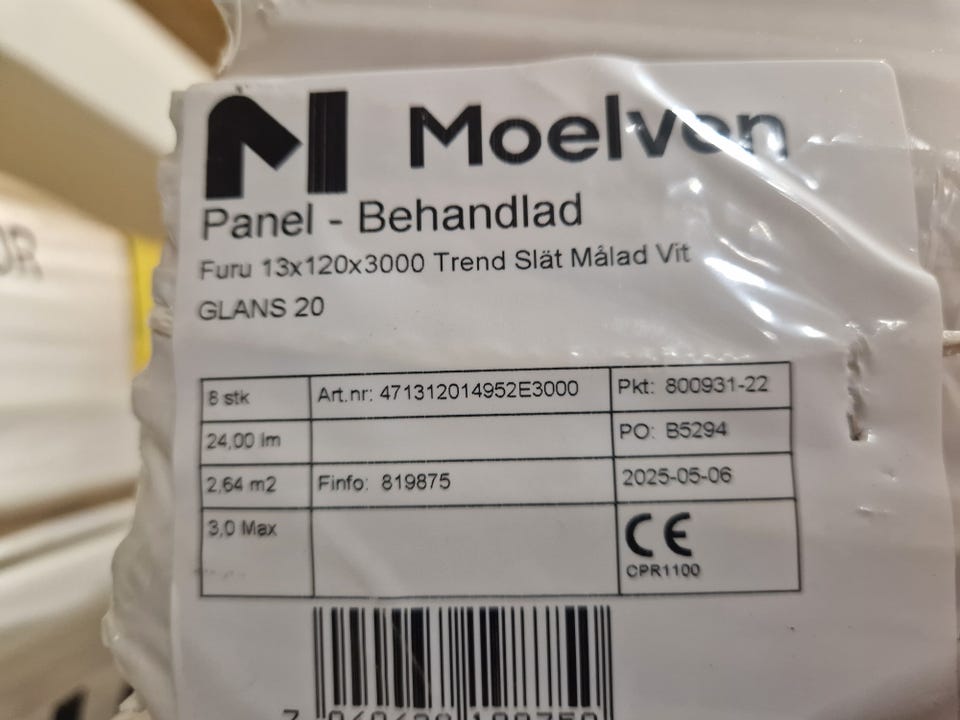 Moelven
Panel - Behandlad
Furu 13x120x3000 Trend Slät Målad Vit
GLANS 20
8 stk
Art.nr: 471312014952E3000
Pkt: 800931-22
24,00 lm
PO: B5294
2,64 m2
Finfo: 819875
2025-05-06
3,0 Max
CE
CPR1100